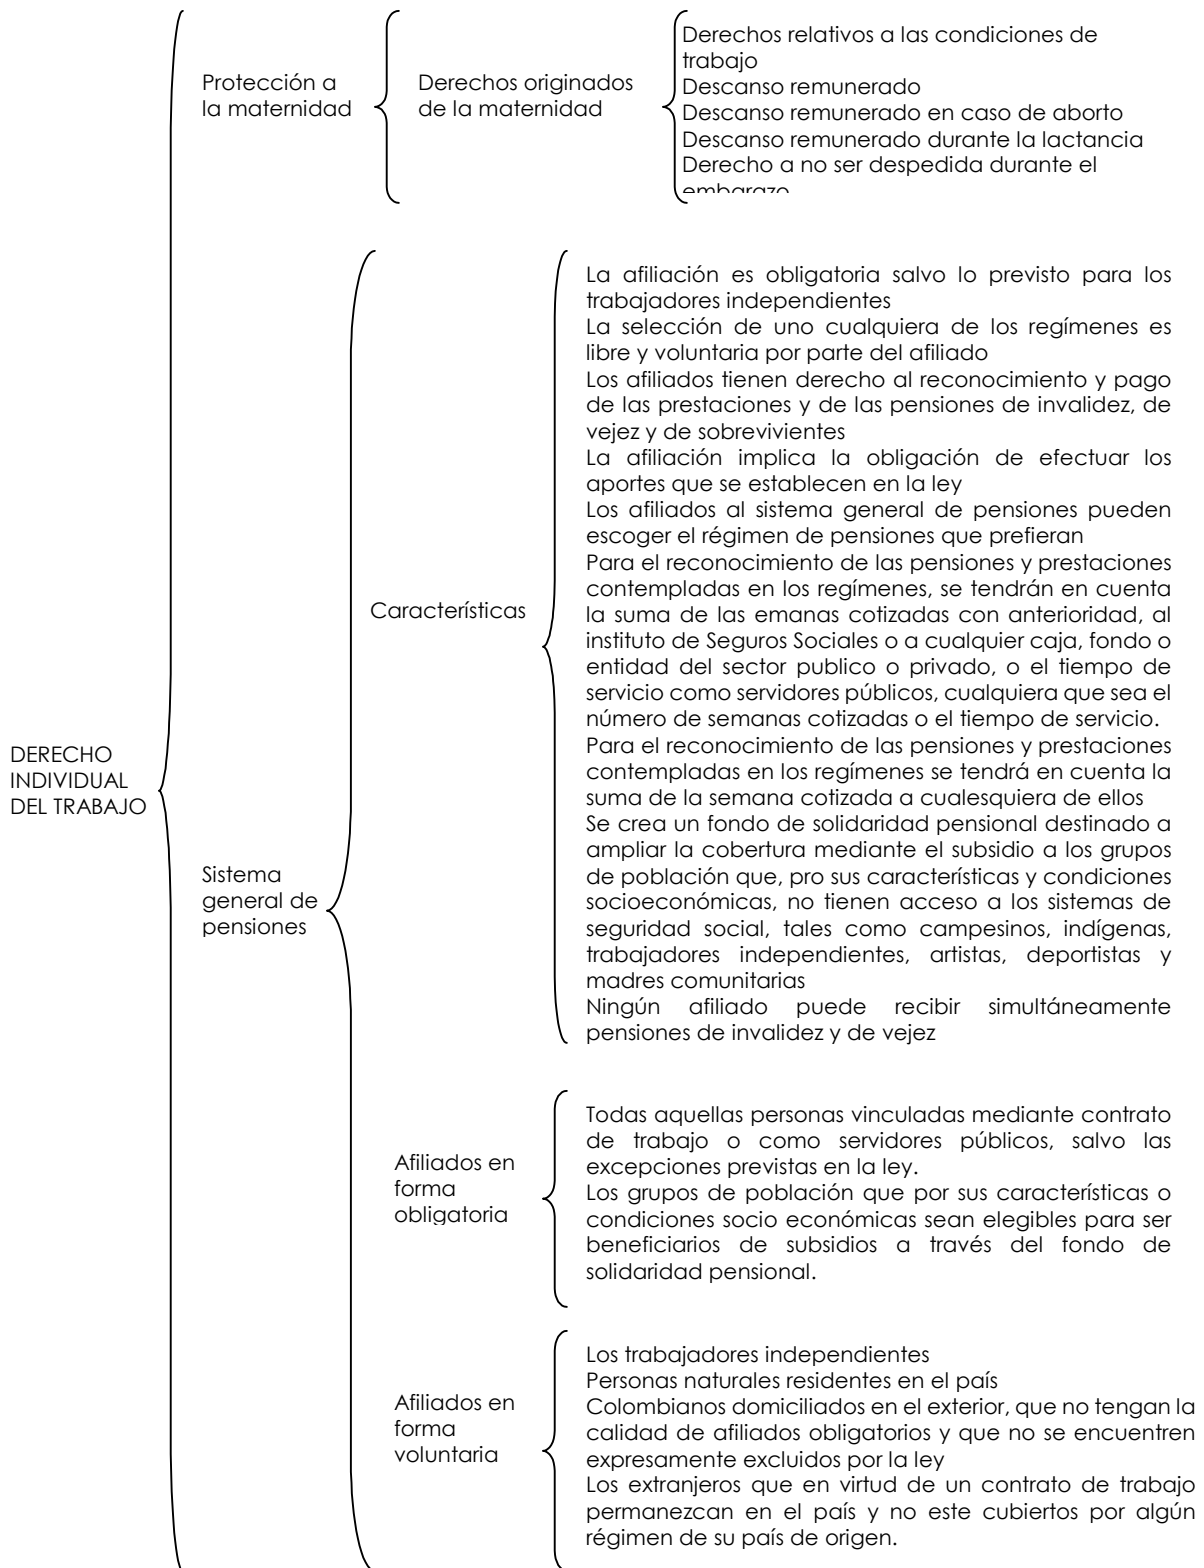 Protección a
la maternidad
Derechos originados
de la maternidad
Derechos relativos a las condiciones de
trabajo
Descanso remunerado
Descanso remunerado en caso de aborto
Descanso remunerado durante la lactancia
Derecho a no ser despedida durante el
embarazo
DERECHO
INDIVIDUAL
DEL TRABAJO
Sistema
general de
pensiones
Características
La afiliación es obligatoria salvo lo previsto para los
trabajadores independientes
La selección de uno cualquiera de los regímenes es
libre y voluntaria por parte del afiliado
Los afiliados tienen derecho al reconocimiento y pago
de las prestaciones y de las pensiones de invalidez, de
vejez y de sobrevivientes
La afiliación implica la obligación de efectuar los
aportes que se establecen en la ley
Los afiliados al sistema general de pensiones pueden
escoger el régimen de pensiones que prefieran
Para el reconocimiento de las pensiones y prestaciones
contempladas en los regímenes, se tendrán en cuenta
la suma de las emanas cotizadas con anterioridad, al
instituto de Seguros Sociales o a cualquier caja, fondo o
entidad del sector publico o privado, o el tiempo de
servicio como servidores públicos, cualquiera que sea el
número de semanas cotizadas o el tiempo de servicio.
Para el reconocimiento de las pensiones y prestaciones
contempladas en los regímenes se tendrá en cuenta la
suma de la semana cotizada a cualesquiera de ellos
Se crea un fondo de solidaridad pensional destinado a
ampliar la cobertura mediante el subsidio a los grupos
de población que, pro sus características y condiciones
socioeconómicas, no tienen acceso a los sistemas de
seguridad social, tales como campesinos, indígenas,
trabajadores independientes, artistas, deportistas y
madres comunitarias
Ningún afiliado puede recibir simultáneamente
pensiones de invalidez y de vejez
Afiliados en
forma
obligatoria
Todas aquellas personas vinculadas mediante contrato
de trabajo o como servidores públicos, salvo las
excepciones previstas en la ley.
Los grupos de población que por sus características o
condiciones socio económicas sean elegibles para ser
beneficiarios de subsidios a través del fondo de
solidaridad pensional.
Afiliados en
forma
voluntaria
Los trabajadores independientes
Personas naturales residentes en el país
Colombianos domiciliados en el exterior, que no tengan la
calidad de afiliados obligatorios y que no se encuentren
expresamente excluidos por la ley
Los extranjeros que en virtud de un contrato de trabajo
permanezcan en el país y no este cubiertos por algún
régimen de su país de origen.